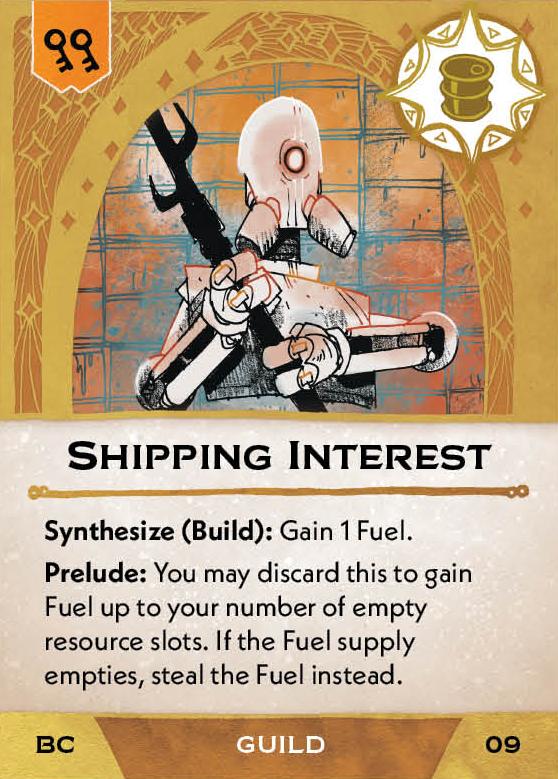 SHIPPING INTEREST
Synthesize (Build): Gain 1 Fuel.
Prelude: You may discard this to gain
Fuel up to your number of empty
resource slots. If the Fuel supply
empties, steal the Fuel instead.
BC GUILD 09